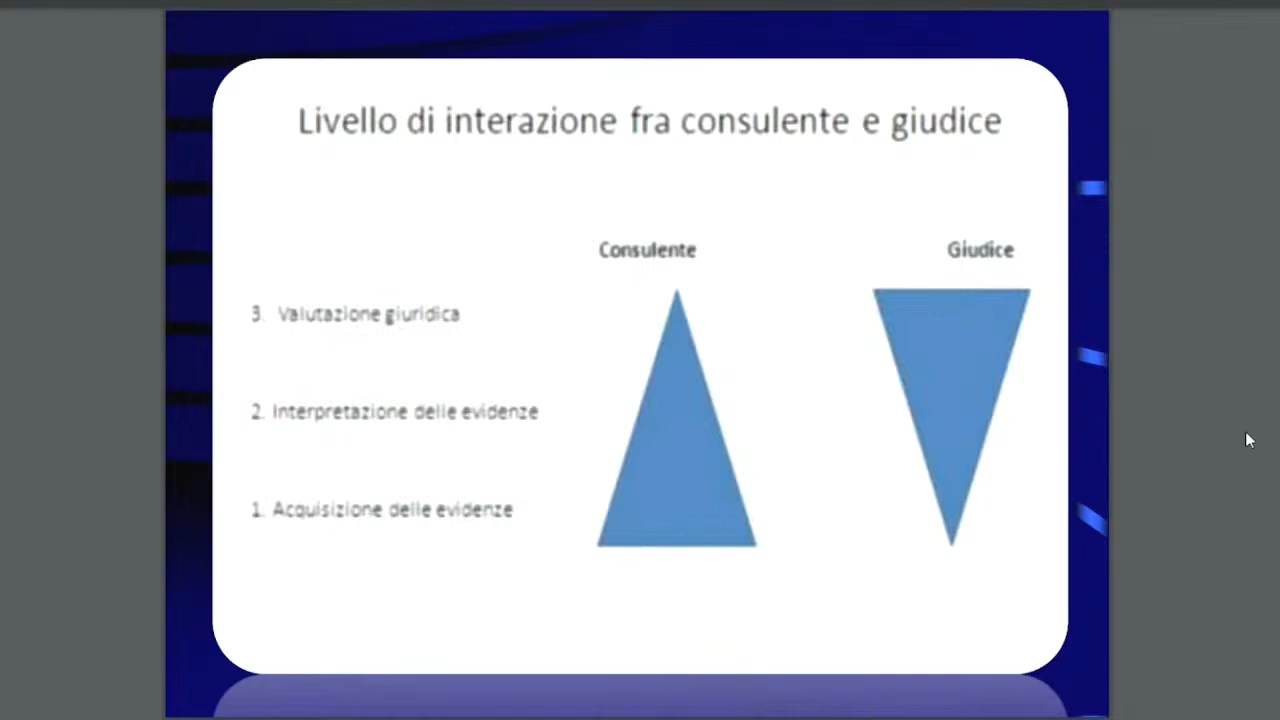 Livello di interazione fra consulente e giudice
Consulente
Giudice
3. Valutazione giuridica
2. Interpretazione delle evidenze
1. Acquisizione delle evidenze